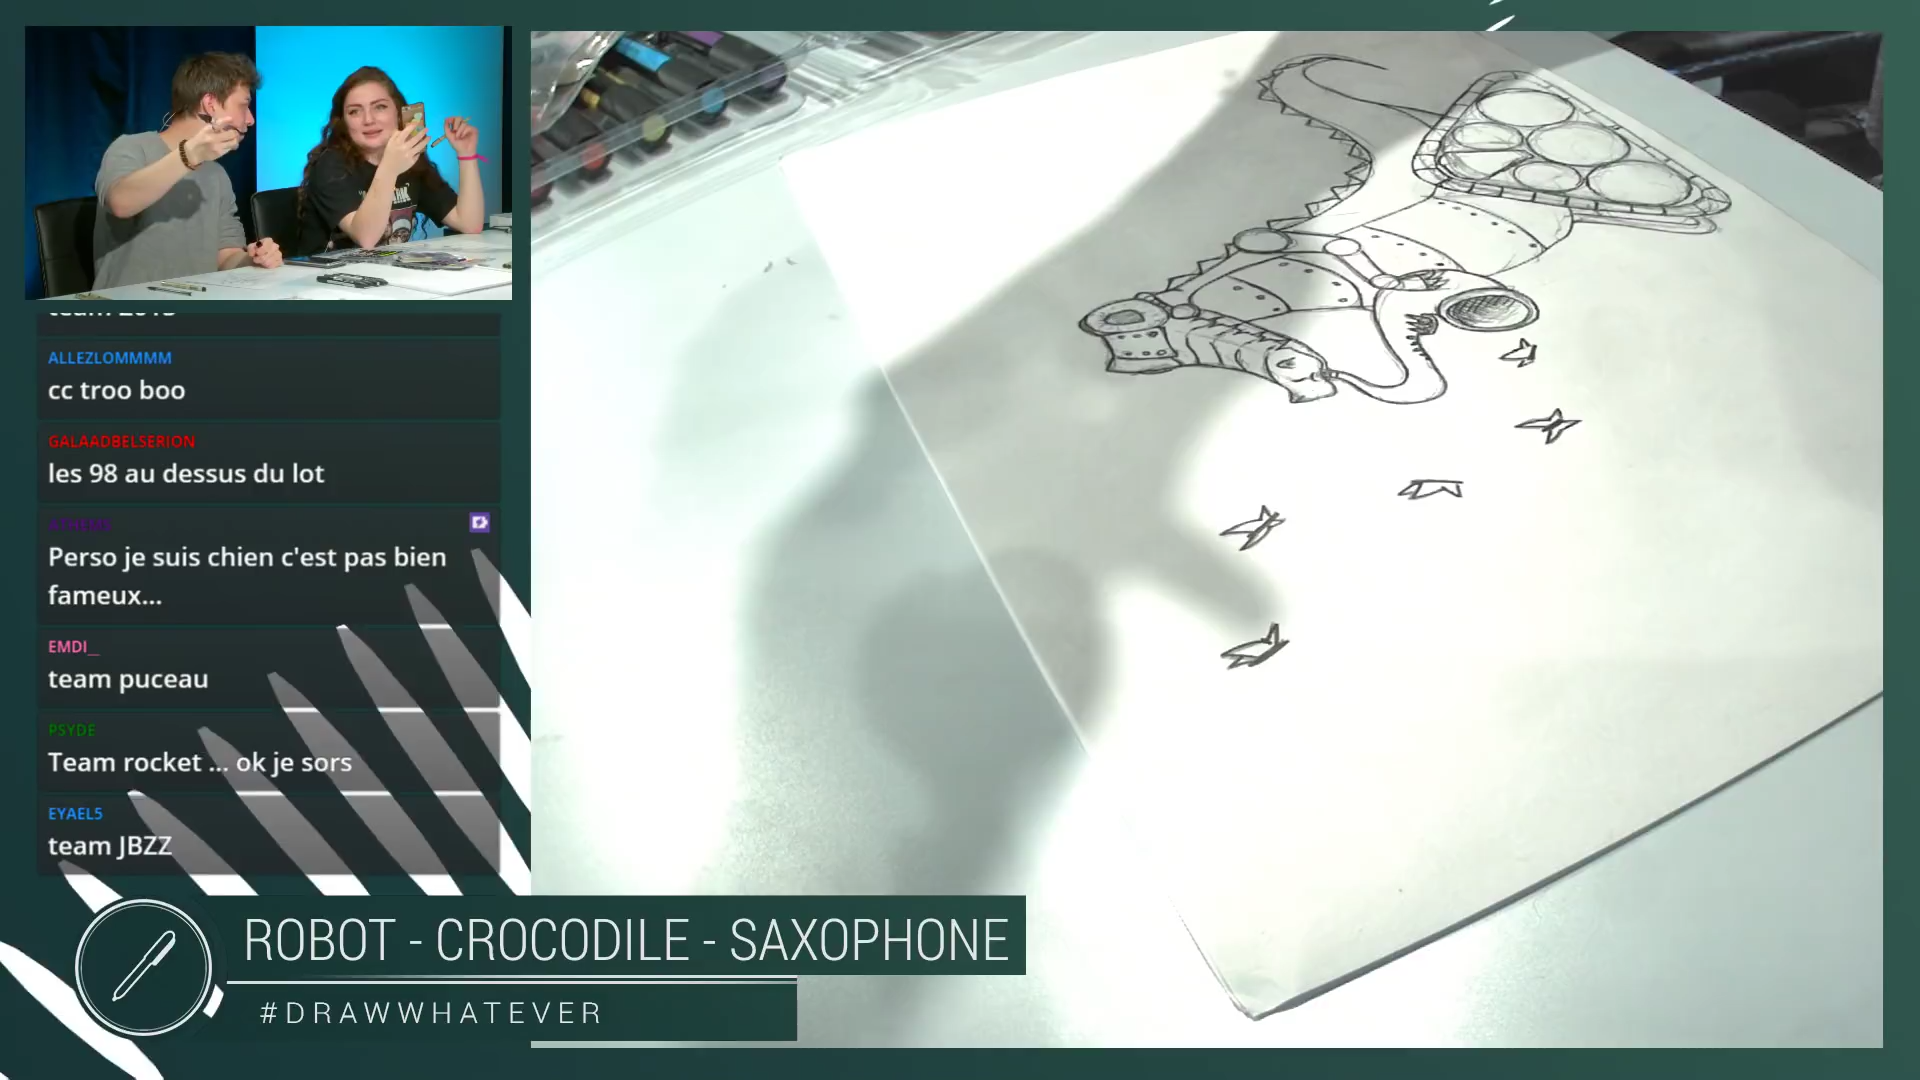 ALLEZLOMMMM
cc troo boo
GALAADBELSERION
les 98 au dessus du lot
Perso je suis chien c'est pas bien
fameux...
EMDI__
team puceau
PSYDE
Team rocket ... ok je sors
EYAEL5
team JBZZ
ROBOT - CROCODILE - SAXOPHONE
#DRAWWHATEVER